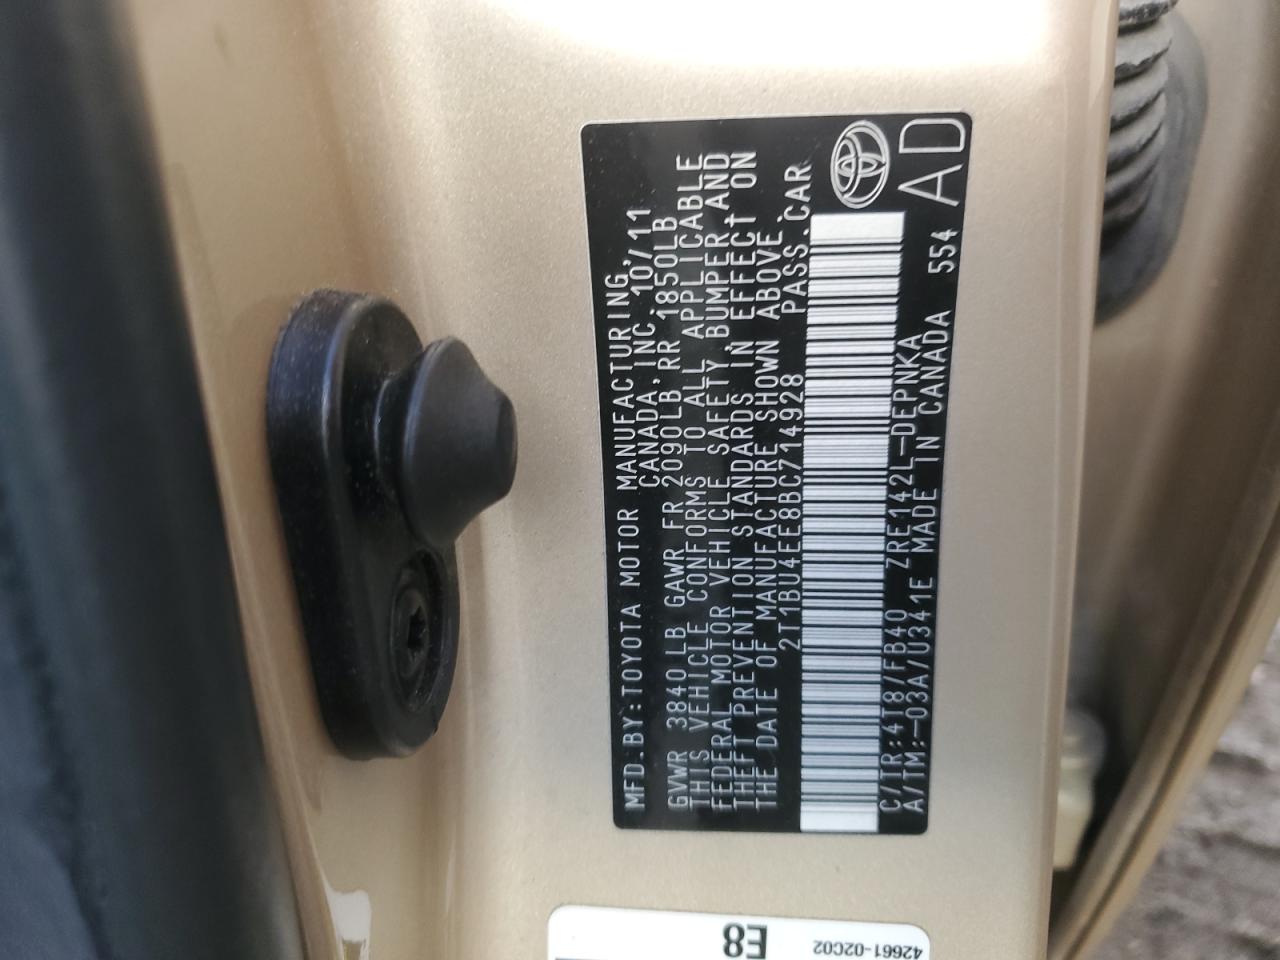 MFD.BY:TOYOTA MOTOR MANUFACTURING,
CANADA, INC. 10/11
GVWR 3840LB GAWR FR 2090LB RR 1850LB
THIS VEHICLE CONFORMS TO ALL APPLICABLE
FEDERAL MOTOR VEHICLE SAFETY, BUMPER, AND
THEFT PREVENTION STANDARDS IN EFFECT ON
THE DATE OF MANUFACTURE SHOWN ABOVE.
2T1BU4EE8BC714928 PASS.CAR
C/TR:4T8/FB40 ZRE142L-DEPNKA
A/TM:-03A/U341E MADE IN CANADA 554
AD
E8
42661-02C02